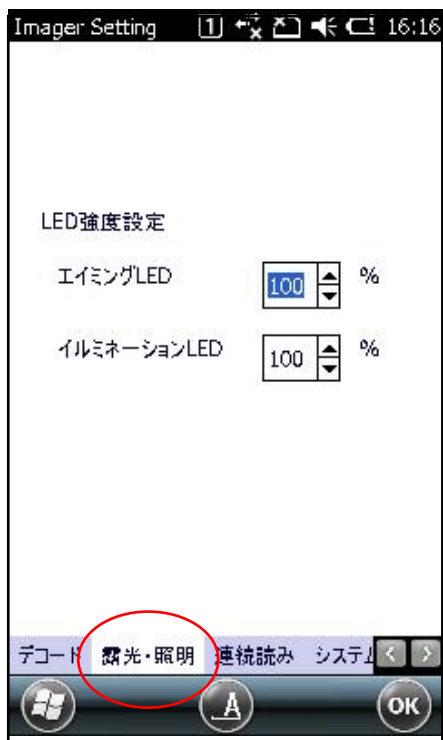 Imager Setting 1 16:16
LED強度設定
エイミングLED 100 %
イルミネーションLED 100 %
デコード 露光・照明 連続読み システム
A OK